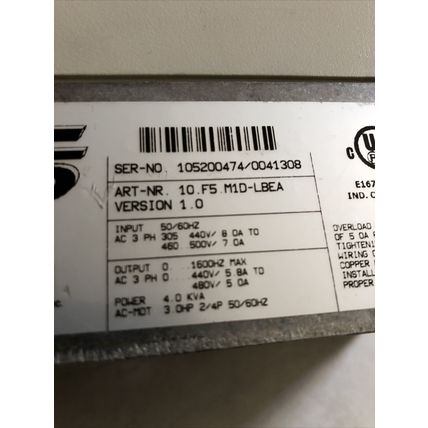 SER-NO. 105200474/0041308
ART-NR. 10.F5.M1D-LBEA
VERSION 1.0
INPUT 50/60HZ
AC 3 PH 305 440V/ 8.0A TO
460 500V/ 7.0A
OUTPUT 0... 1600HZ MAX
AC 3 PH 0... 440V/ 5.8A TO
480V/ 5.0A
POWER 4.0 KVA
AC-MOT 3.0HP 2/4P 50/60HZ
C U
E167
IND. C
OVERLOAD
OF 5.0A F
TIGHTENI
WIRING C
COPPER
INSTALL
PROPER